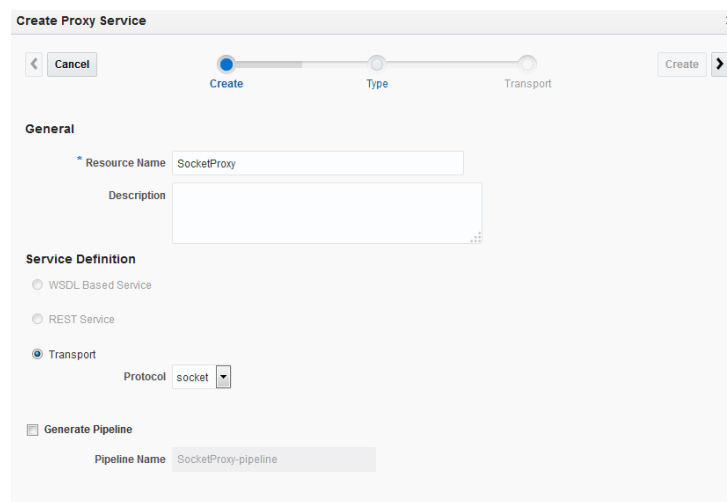 Create Proxy Service
Cancel
Create
Create
Type
Transport
General
* Resource Name SocketProxy
Description
Service Definition
WSDL Based Service
REST Service
Transport
Protocol socket
Generate Pipeline
Pipeline Name SocketProxy-pipeline